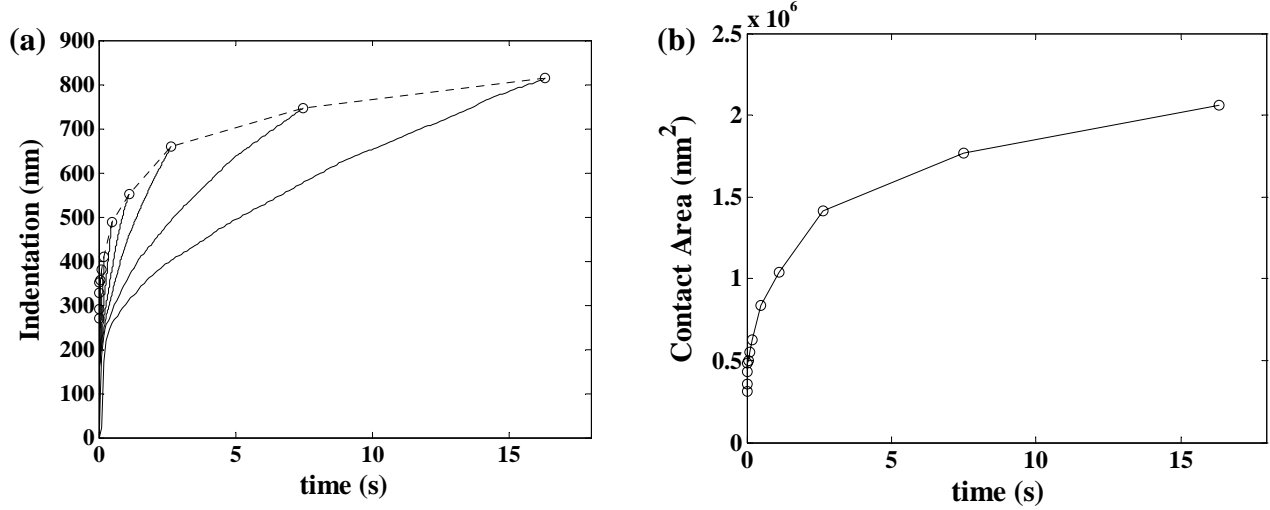 (a)
900
800
700
600
500
400
300
200
100
0
Indentation (nm)
0 5 10 15
time (s)
(b)
x 10^6
2.5
2
1.5
1
0.5
0
Contact Area (nm^2)
0 5 10 15
time (s)